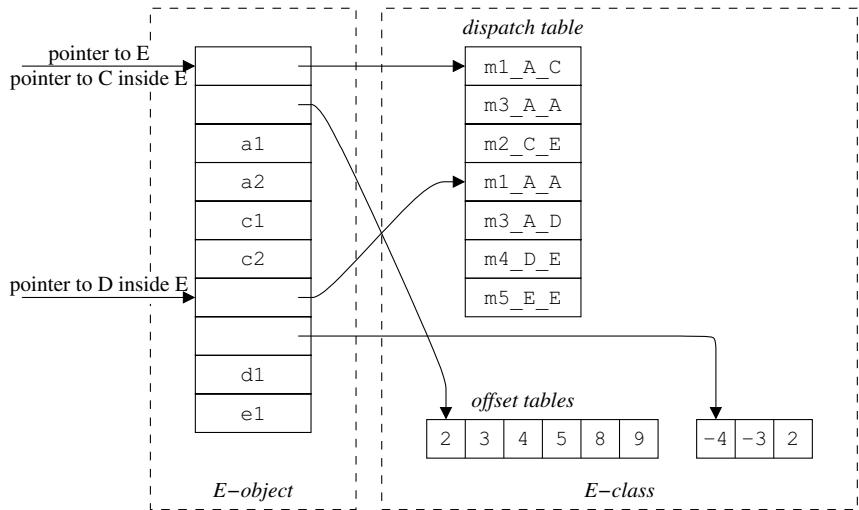 dispatch table
pointer to E
pointer to C inside E
m1_A_C
m3_A_A
a1
m2_C_E
a2
m1_A_A
c1
m3_A_D
c2
m4_D_E
pointer to D inside E
m5_E_E
d1
e1
offset tables
2 3 4 5 8 9
−4 −3 2
E−object
E−class